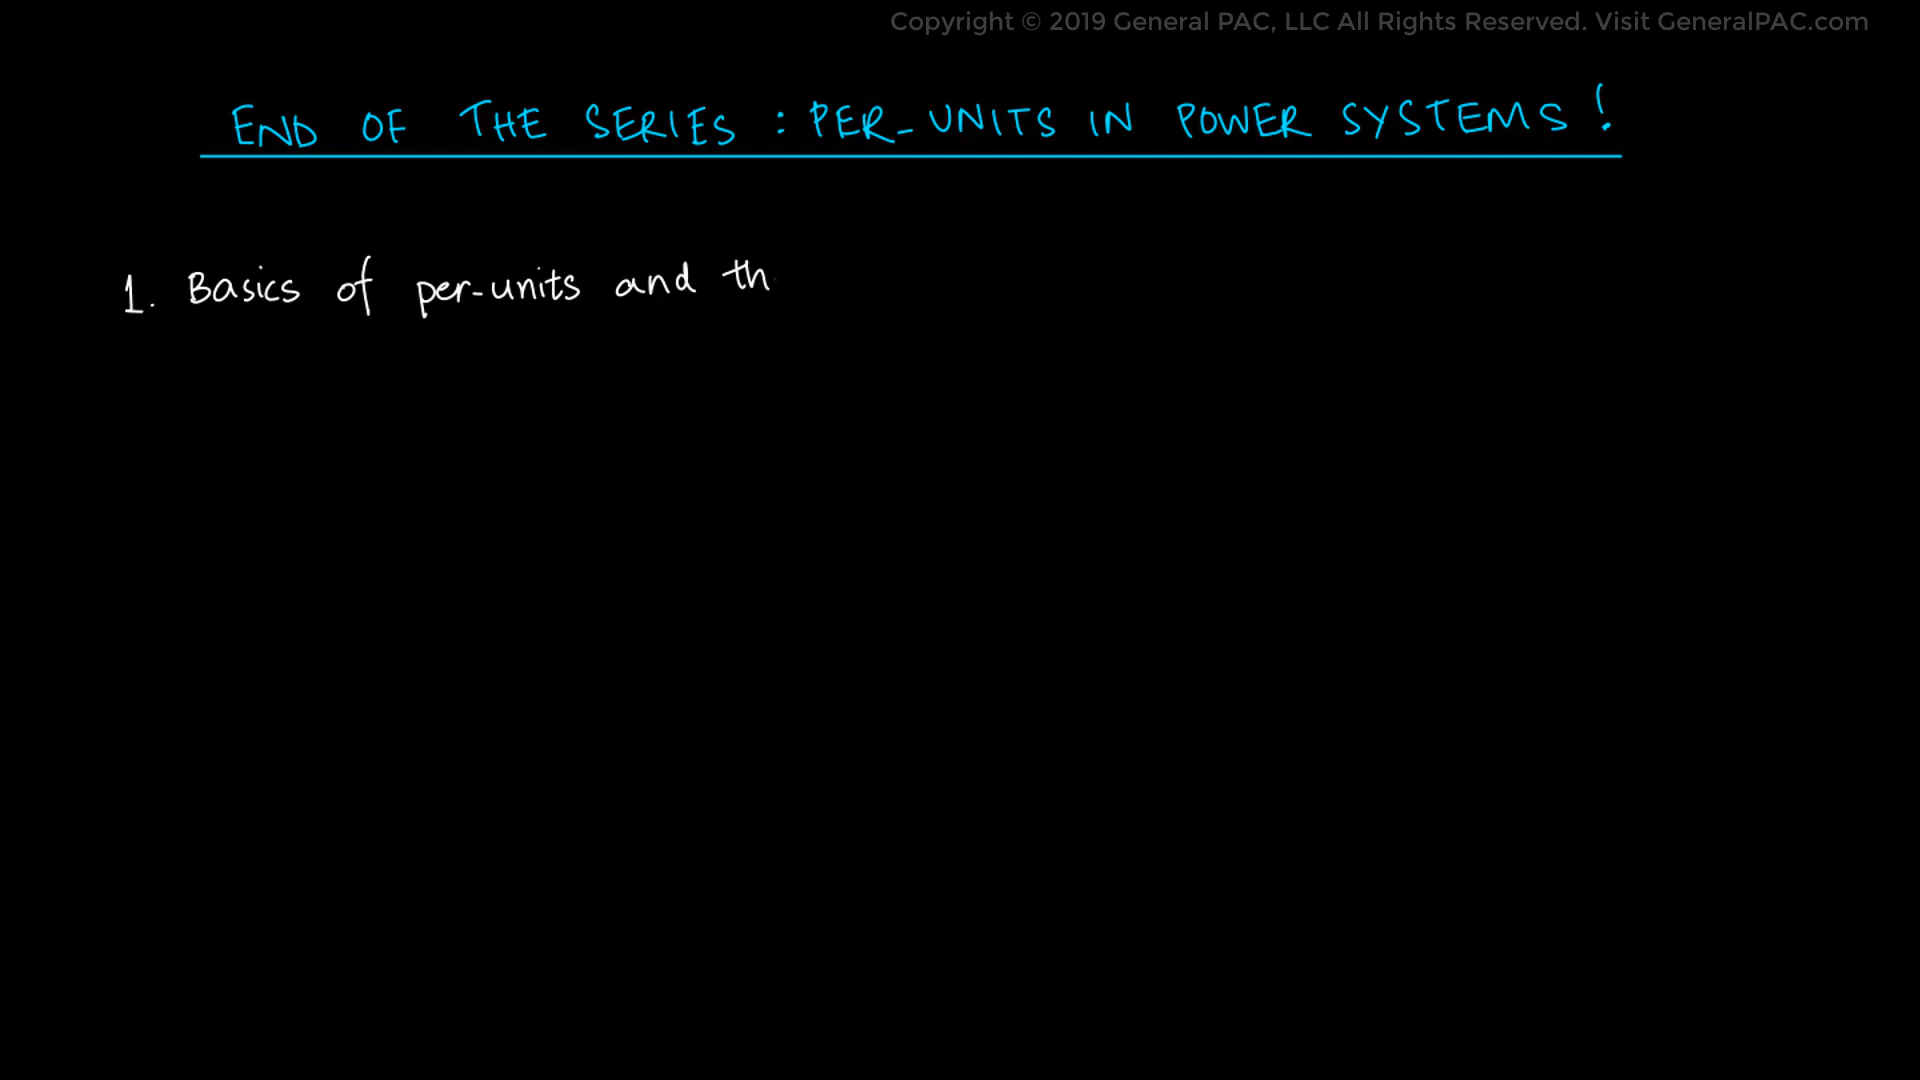 Copyright © 2019 General PAC, LLC All Rights Reserved. Visit GeneralPAC.com
END OF THE SERIES : PER-UNITS IN POWER SYSTEMS !
1. Basics of per-units and th